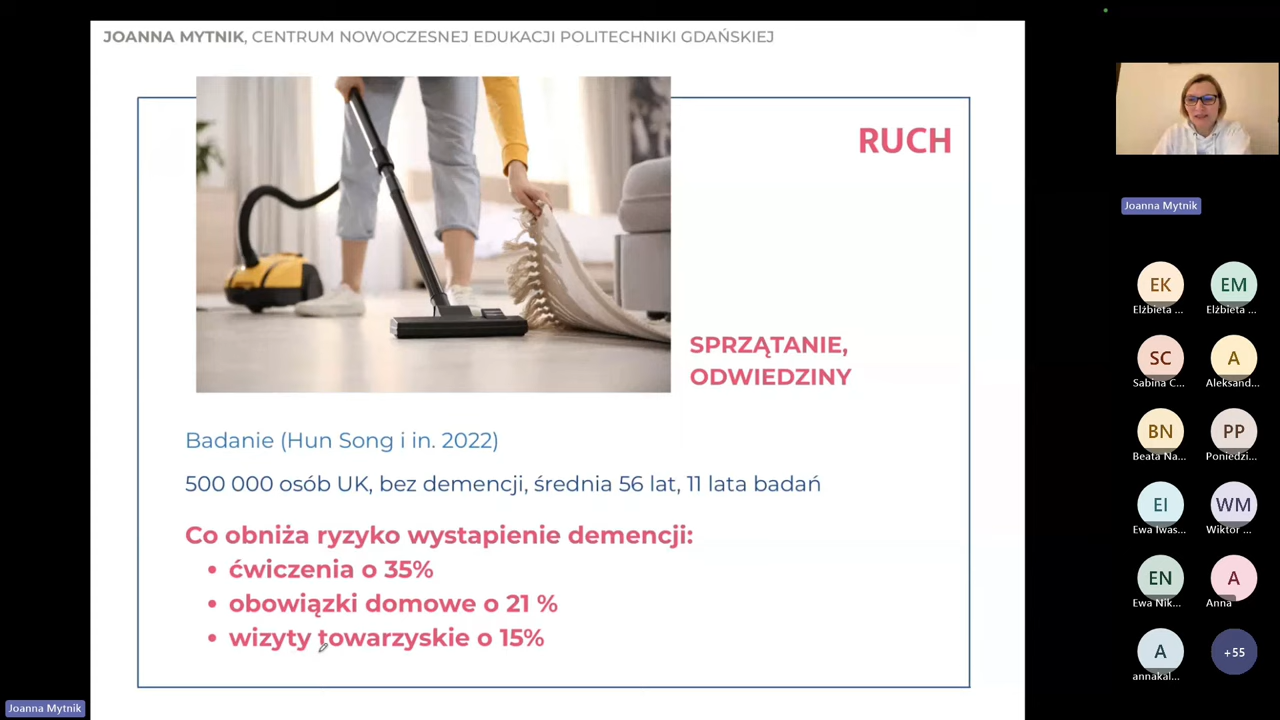 JOANNA MYTNIK, CENTRUM NOWOCZESNEJ EDUKACJI POLITECHNIKI GDAŃSKIEJ
RUCH
SPRZĄTANIE,
ODWIEDZINY
Badanie (Hun Song i in. 2022)
500 000 osób UK, bez demencji, średnia 56 lat, 11 lata badań
Co obniża ryzyko wystapienie demencji:
• ćwiczenia o 35%
• obowiązki domowe o 21 %
• wizyty towarzyskie o 15%
Joanna Mytnik
Joanna Mytnik
EK
EM
Elżbieta ...
Elżbieta ...
SC
A
Sabina C...
Aleksand...
BN
PP
Beata Na...
Poniedzi...
EI
WM
Ewa Iwas...
Wiktor ...
EN
A
Ewa Nik...
Anna
A
+55
annakal...